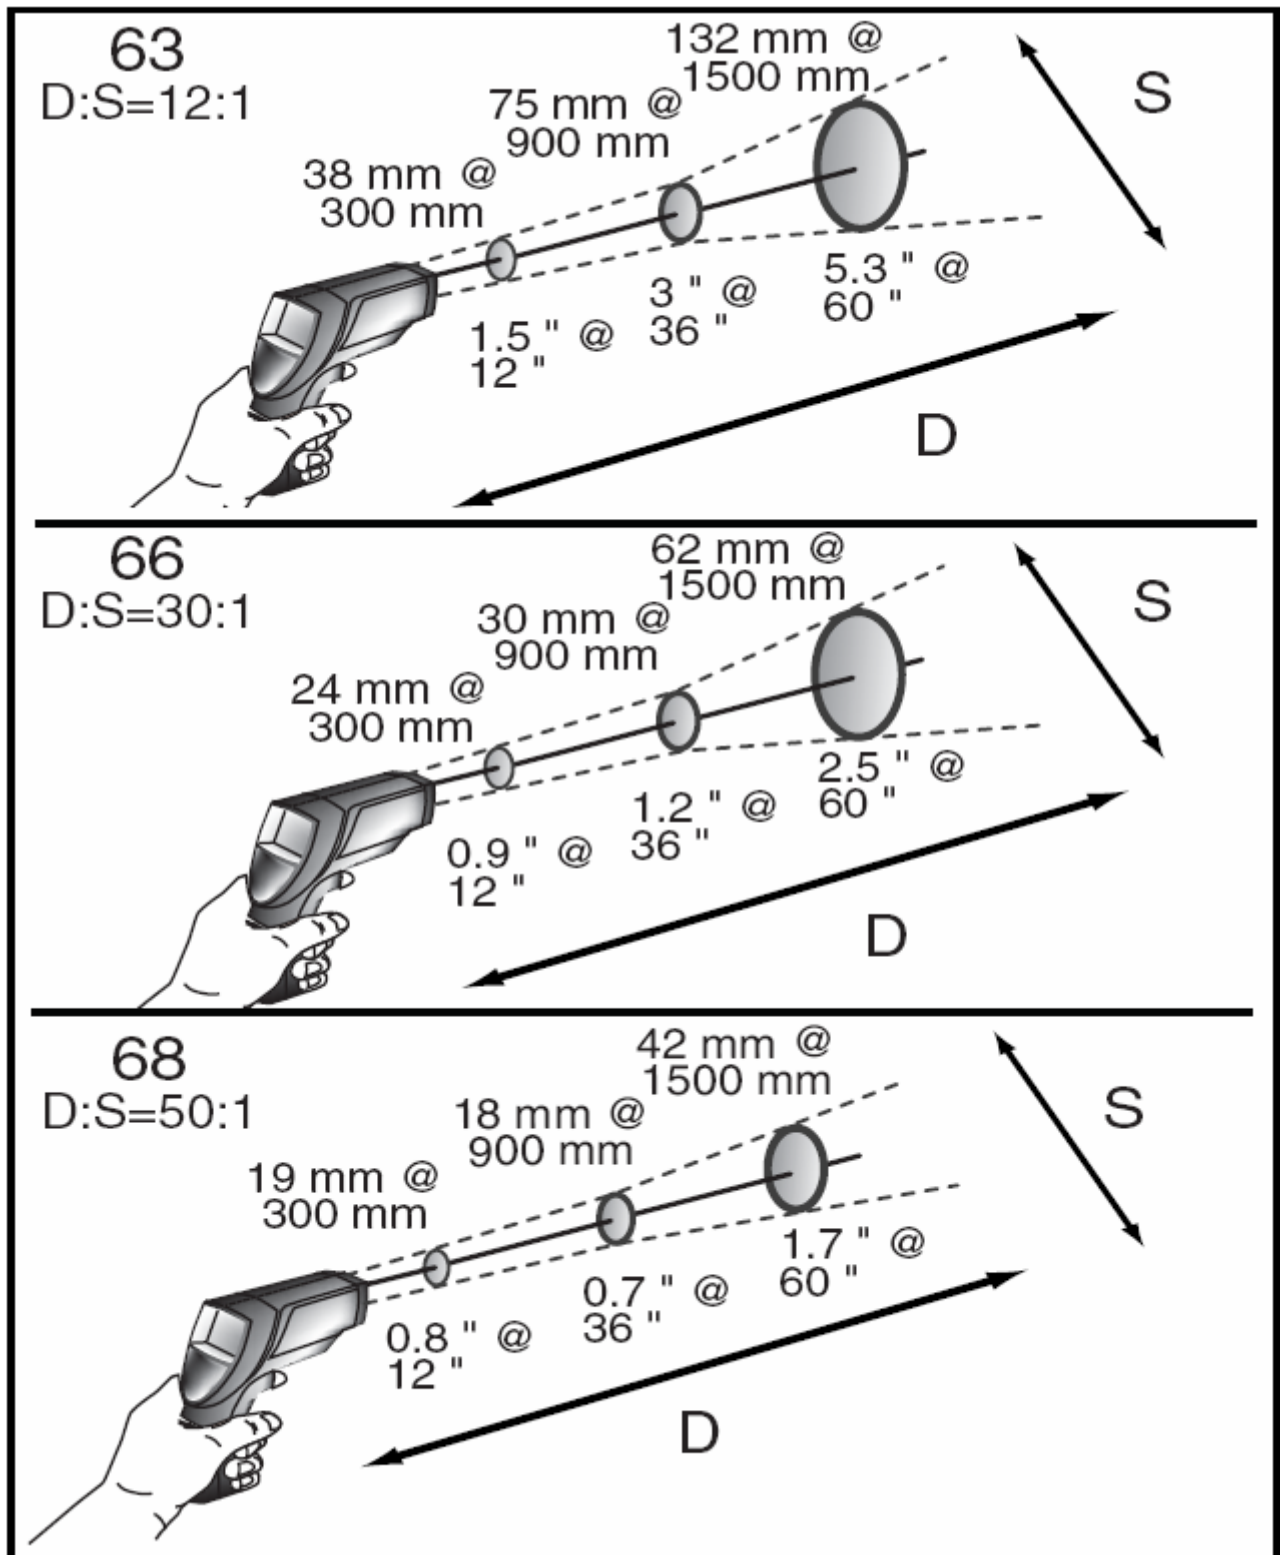 63
D:S=12:1
132 mm @
1500 mm
75 mm @
900 mm
38 mm @
300 mm
S
1.5 " @
12 "
3 " @
36 "
5.3 " @
60 "
D
66
D:S=30:1
62 mm @
1500 mm
30 mm @
900 mm
24 mm @
300 mm
S
0.9 " @
12 "
1.2 " @
36 "
2.5 " @
60 "
D
68
D:S=50:1
42 mm @
1500 mm
18 mm @
900 mm
19 mm @
300 mm
S
0.8 " @
12 "
0.7 " @
36 "
1.7 " @
60 "
D